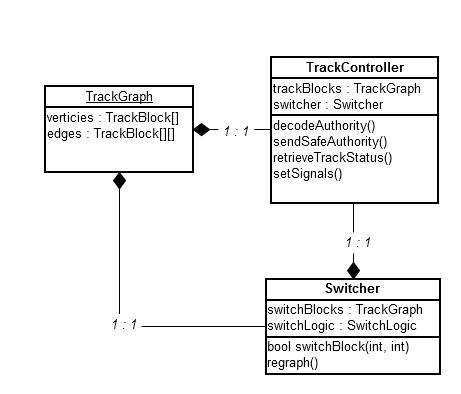 TrackController
trackBlocks : TrackGraph
switcher : Switcher
decodeAuthority()
sendSafeAuthority()
retrieveTrackStatus()
setSignals()
TrackGraph
verticies : TrackBlock[]
edges : TrackBlock[][]
1 : 1
1 : 1
1 : 1
Switcher
switchBlocks : TrackGraph
switchLogic : SwitchLogic
bool switchBlock(int, int)
regraph()